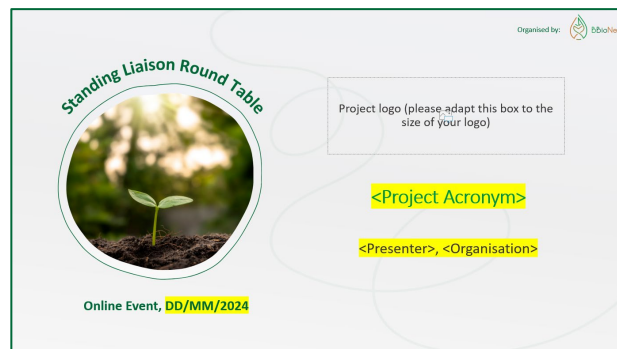 Organised by:
BBioNe
Standing Liaison Round Table
Project logo (please adapt this box to the
size of your logo)
<Project Acronym>
<Presenter>, <Organisation>
Online Event, DD/MM/2024